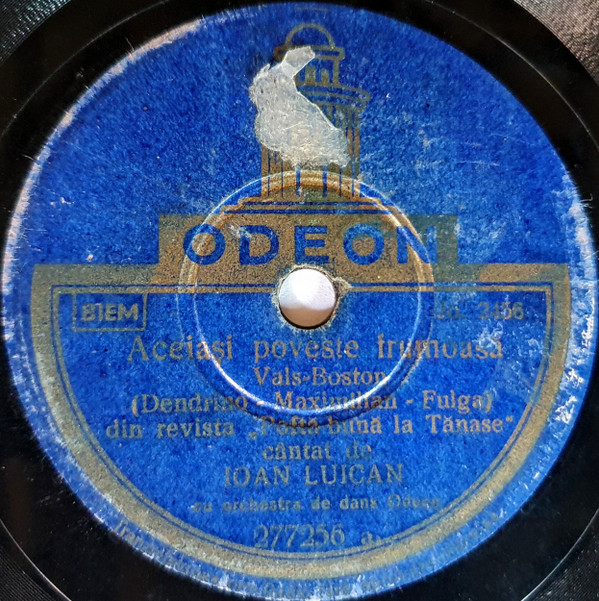 ODEON
BIEM
Aceiași poveste frumoasă
Vals-Boston
(Dendrino - Maximilian - Fulga)
din revista „Poftă bună la Tănase“
cântat de
IOAN LUICAN
cu orchestra de dans Odeon
277256 a